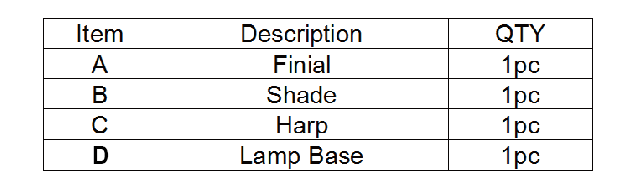 Item Description QTY
A Finial 1pc
B Shade 1pc
C Harp 1pc
D Lamp Base 1pc